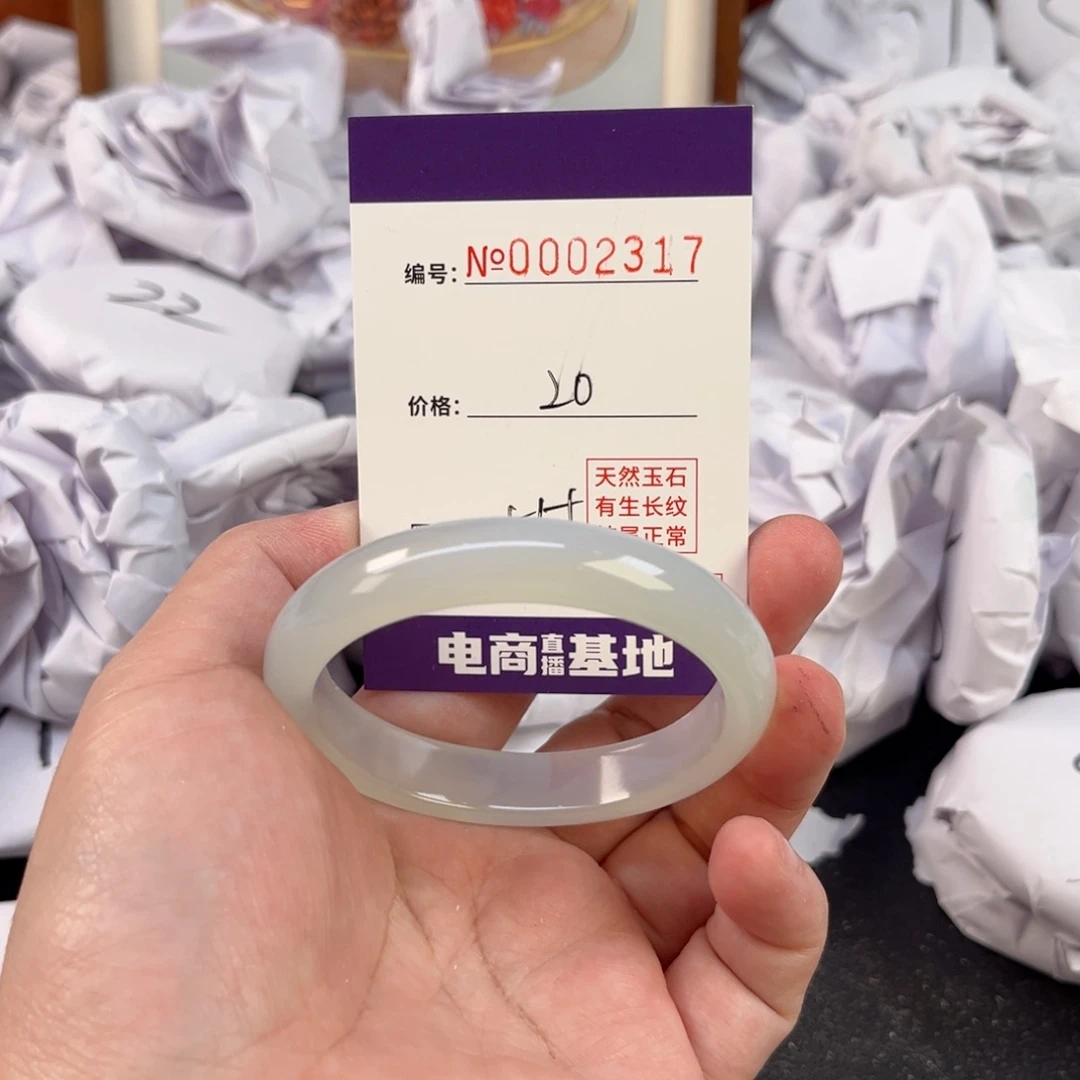 22
编号: №0002317
价格: 20
天然玉石
有生长纹
正常
电商直播基地